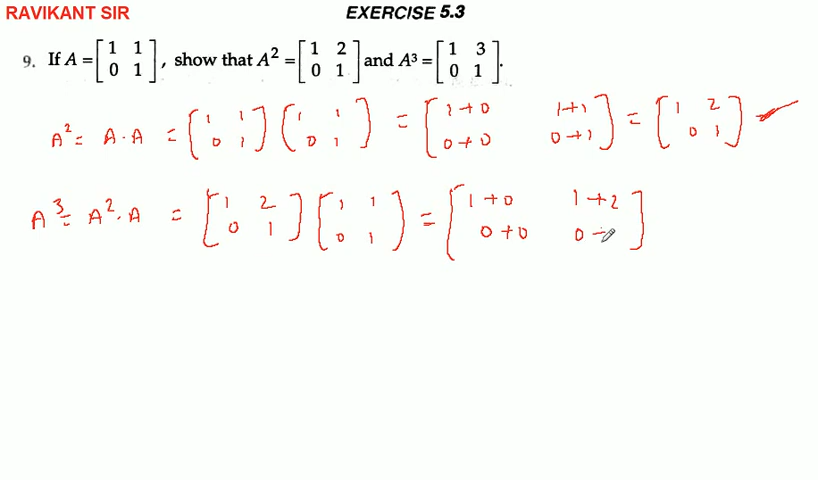 RAVIKANT SIR EXERCISE 5.3
9. If A = [1 1; 0 1], show that A² = [1 2; 0 1] and A³ = [1 3; 0 1].
A² = A·A = [1 1; 0 1] [1 1; 0 1] = [1+0 1+1; 0+0 0+1] = [1 2; 0 1]
A³ = A²·A = [1 2; 0 1] [1 1; 0 1] = [1+0 1+2; 0+0 0+]